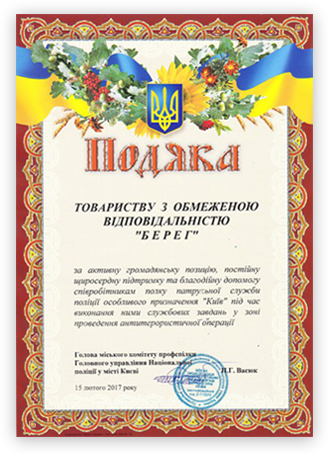 Подяка
ТОВАРИСТВУ З ОБМЕЖЕНОЮ
ВІДПОВІДАЛЬНІСТЮ
"БЕРЕГ"
за активну громадянську позицію, постійну
щиросердну підтримку та благодійну допомогу
співробітникам полку патрульної служби
поліції особливого призначення "Київ" під час
виконання ними службових завдань у зоні
проведення антитерористичної операції
Голова міського комітету профспілки
Головного управління Національної
поліції у місті Києві П.Г. Васюк
15 лютого 2017 року